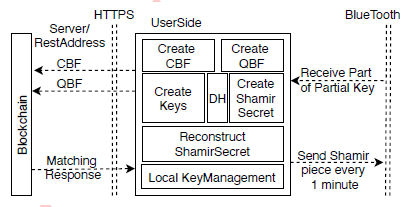 HTTPS
BlueTooth
Server/
RestAddress
UserSide
CBF
QBF
Blockchain
Matching
Response
Create
CBF
Create
QBF
Create
Keys
DH
Create
Shamir
Secret
Reconstruct
ShamirSecret
Local KeyManagement
Receive Part
of Partial Key
Send Shamir
piece every
1 minute